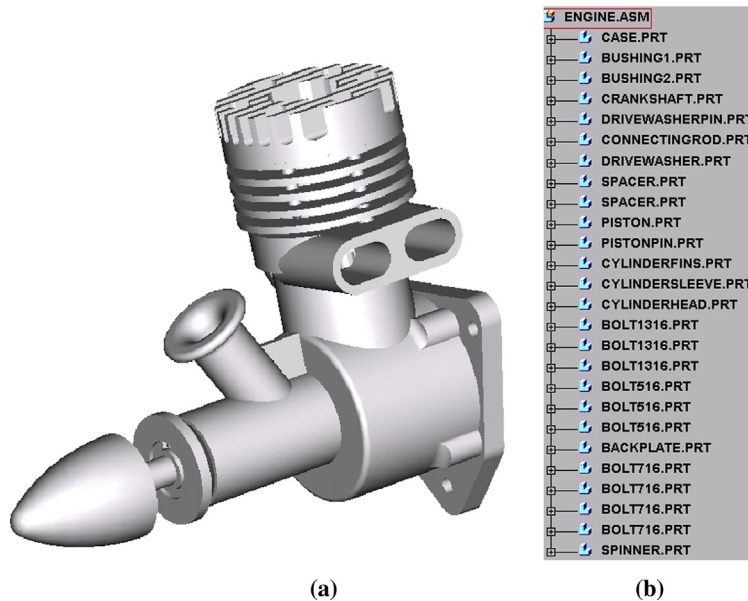 ENGINE.ASM
CASE.PRT
BUSHING1.PRT
BUSHING2.PRT
CRANKSHAFT.PRT
DRIVEWASHERPIN.PRT
CONNECTINGROD.PRT
DRIVEWASHER.PRT
SPACER.PRT
SPACER.PRT
PISTON.PRT
PISTONPIN.PRT
CYLINDERFINS.PRT
CYLINDERSLEEVE.PRT
CYLINDERHEAD.PRT
BOLT1316.PRT
BOLT1316.PRT
BOLT1316.PRT
BOLT516.PRT
BOLT516.PRT
BOLT516.PRT
BACKPLATE.PRT
BOLT716.PRT
BOLT716.PRT
BOLT716.PRT
BOLT716.PRT
SPINNER.PRT
(a) (b)